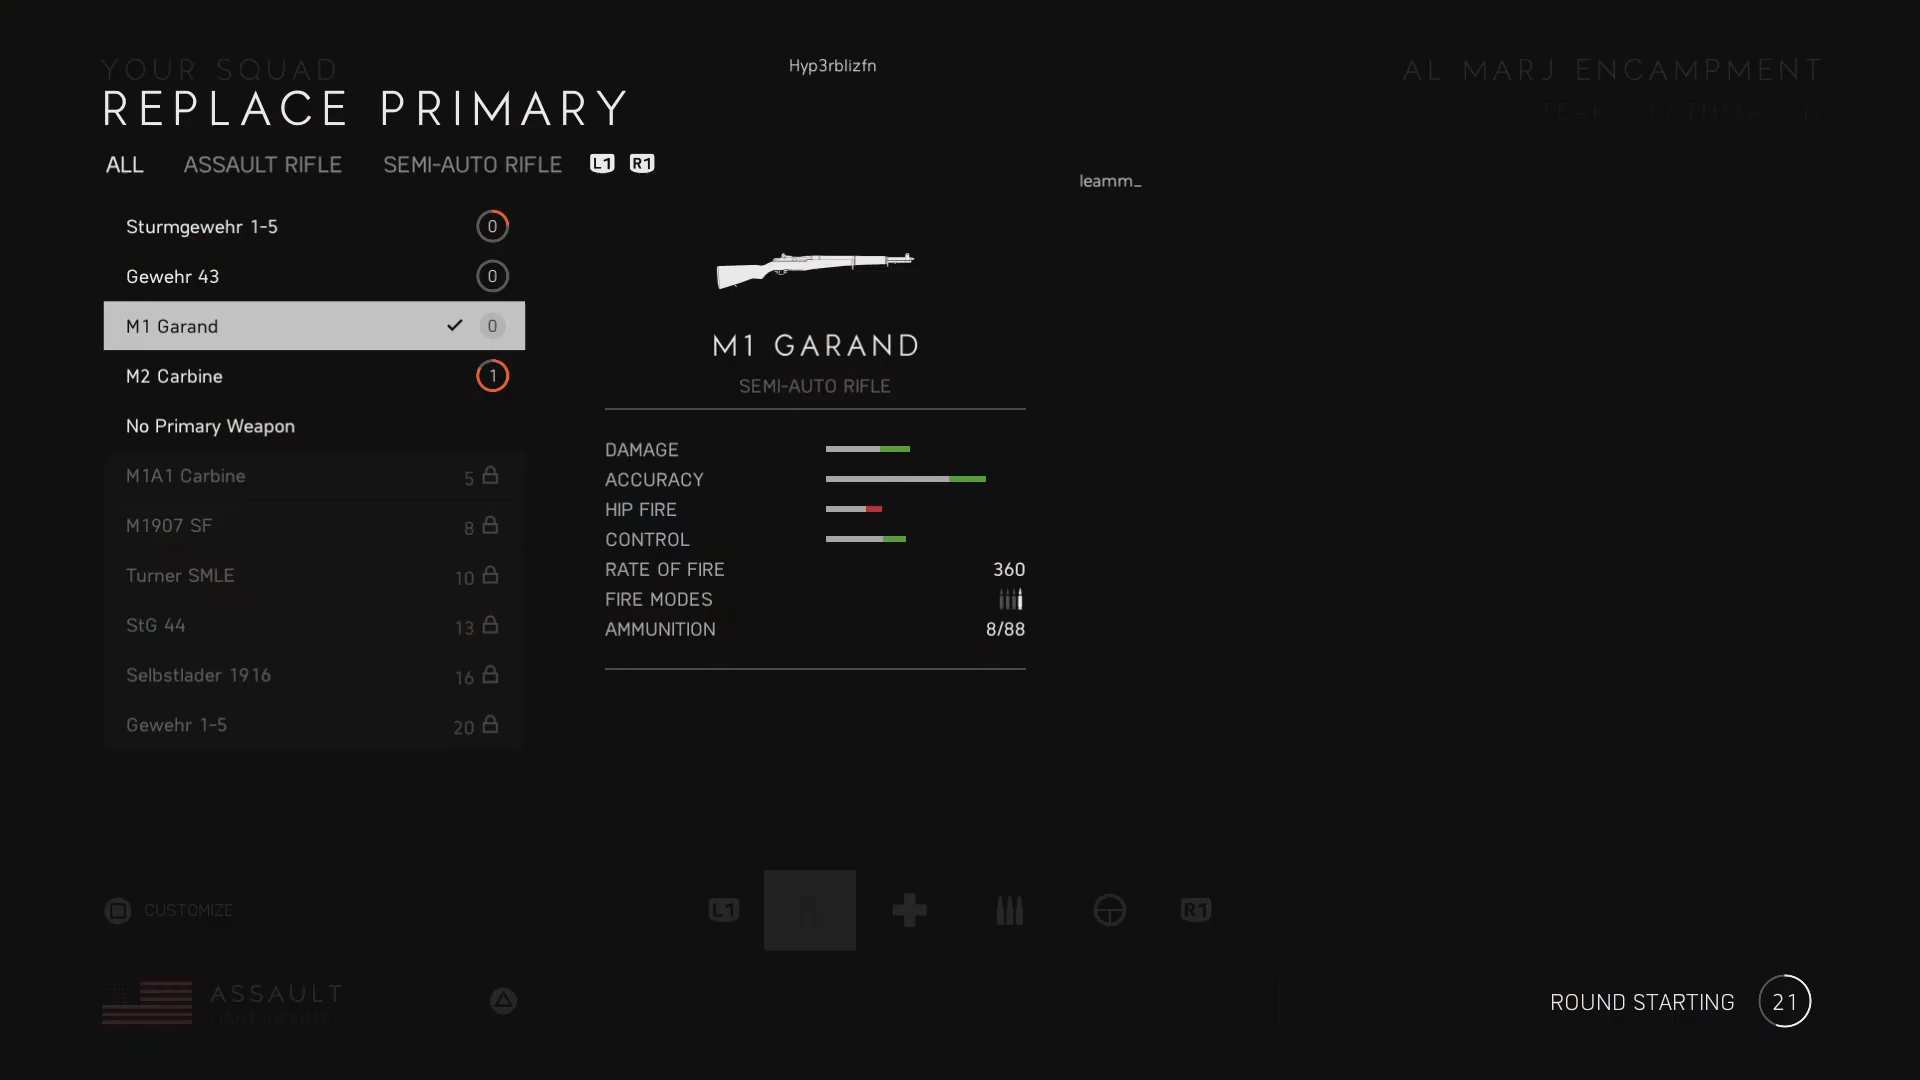 YOUR SQUAD
REPLACE PRIMARY
Hyp3rblizfn
AL MARJ ENCAMPMENT
ALL ASSAULT RIFLE SEMI-AUTO RIFLE L1 R1
leamm_
Sturmgewehr 1-5 0
Gewehr 43 0
M1 Garand 0
M2 Carbine 1
No Primary Weapon
M1A1 Carbine 5
M1907 SF 8
Turner SMLE 10
StG 44 13
Selbstlader 1916 16
Gewehr 1-5 20
M1 GARAND
SEMI-AUTO RIFLE
DAMAGE
ACCURACY
HIP FIRE
CONTROL
RATE OF FIRE 360
FIRE MODES
AMMUNITION 8/88
CUSTOMIZE
L1 R1
ASSAULT
ROUND STARTING 21